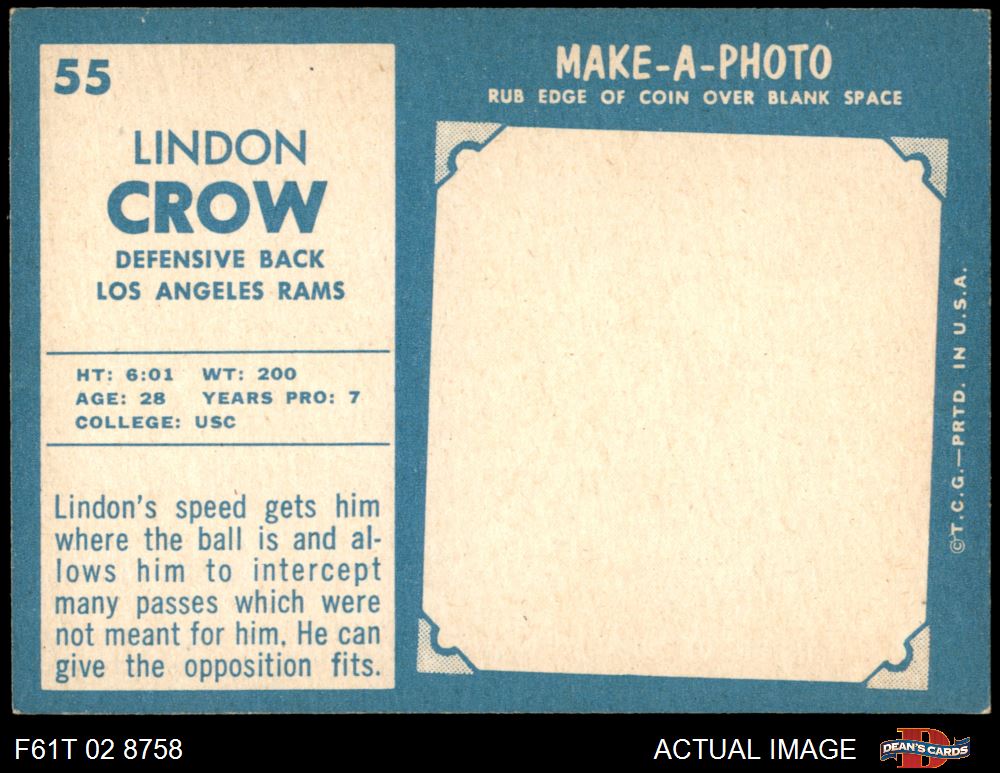 55
LINDON
CROW
DEFENSIVE BACK
LOS ANGELES RAMS
HT: 6:01 WT: 200
AGE: 28 YEARS PRO: 7
COLLEGE: USC
Lindon's speed gets him
where the ball is and al-
lows him to intercept
many passes which were
not meant for him. He can
give the opposition fits.
MAKE-A-PHOTO
RUB EDGE OF COIN OVER BLANK SPACE
©T.C.G.—PRTD. IN U.S.A.
F61T 02 8758
ACTUAL IMAGE
D
DEAN'S CARDS